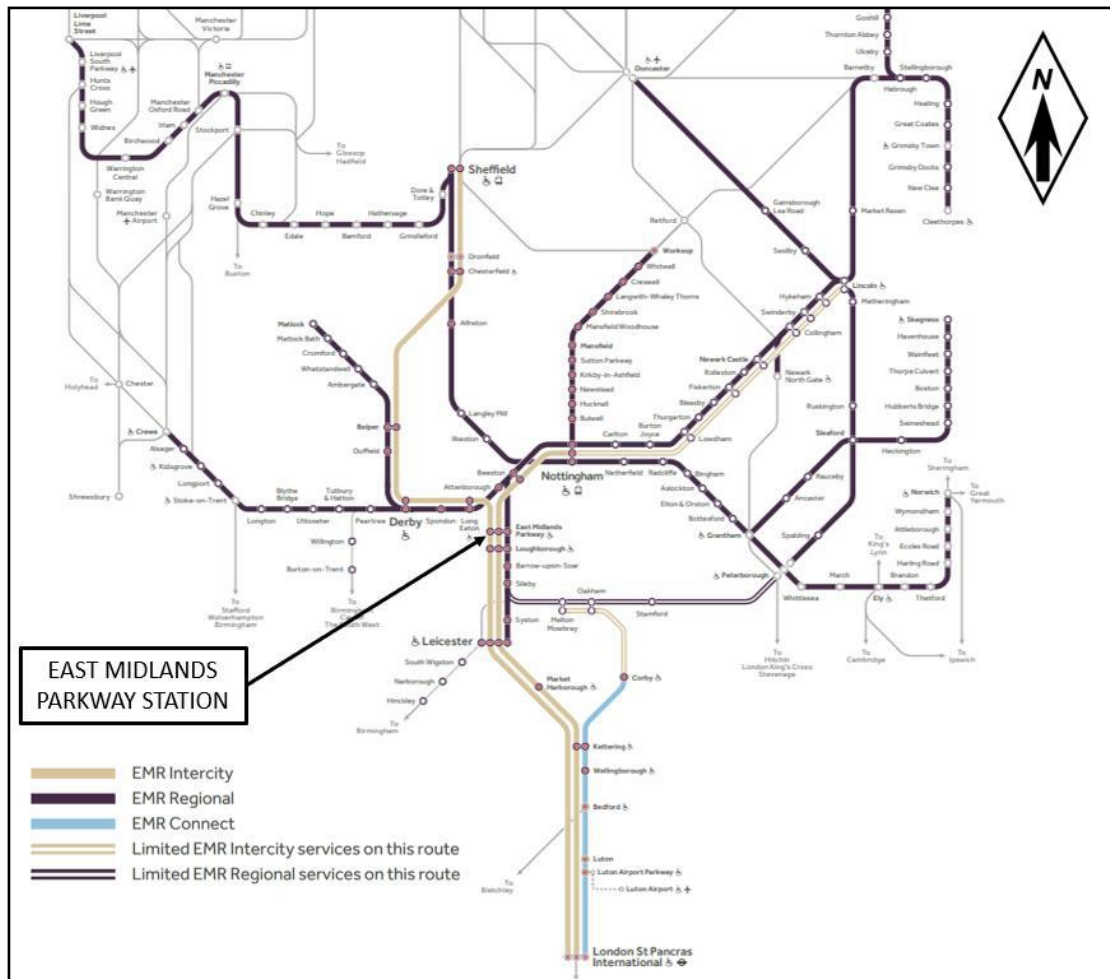 Liverpool
Lime
Street
Manchester
Victoria
Liverpool
South
Parkway
Hunts
Cross
Hough
Green
Widnes
Warrington
Central
Warrington
Bank Quay
Birchwood
Irlam
Manchester
Oxford Road
Manchester
Piccadilly
Stockport
To
Glossop
Hadfield
Manchester
Airport
Hazel
Grove
To
Buxton
Chinley
Edale
Hope
Bamford
Hathersage
Grindleford
Dore &
Totley
Sheffield
Dronfield
Chesterfield
Alfreton
Langley Mill
Ilkeston
Doncaster
Retford
Worksop
Whitwell
Creswell
Langwith-Whaley Thorns
Shirebrook
Mansfield Woodhouse
Mansfield
Sutton Parkway
Kirkby-in-Ashfield
Newstead
Hucknell
Bulwell
Goxhill
Thornton Abbey
Ulceby
Barnetby
Habrough
Stallingborough
Healing
Great Coates
Grimsby Town
Grimsby Docks
New Clee
Cleethorpes
Market Rasen
Gainsborough
Lea Road
Saxilby
Lincoln
Hykeham
Swinderby
Collingham
Metheringham
Newark Castle
Rolleston
Fiskerton
Bleasby
Thurgarton
Lowdham
Burton
Joyce
Carlton
Newark
North Gate
Skegness
Havenhouse
Wainfleet
Thorpe Culvert
Boston
Hubberts Bridge
Swineshead
Heckington
Ruskington
Sleaford
Rauceby
Ancaster
Spalding
Matlock
Matlock Bath
Cromford
Whatstandwell
Ambergate
Belper
Duffield
To
Holyhead
Chester
Shrewsbury
Crewe
Alsager
Kidsgrove
Longport
Stoke-on-Trent
Longton
Blythe
Bridge
Uttoxeter
Tutbury
& Hatton
Peartree
Derby
Spondon
Long
Eaton
Attenborough
Beeston
Nottingham
Netherfield
Radcliffe
Bingham
Aslockton
Elton & Orston
Bottesford
Grantham
Willington
Burton-on-Trent
To
Stafford
Wolverhampton
Birmingham
To
Birmingham
East Midlands
Parkway
Loughborough
Barrow-upon-Soar
Sileby
Syston
Leicester
South Wigston
Narborough
Hinckley
To
Birmingham
Melton
Mowbray
Oakham
Stamford
Peterborough
Whittlesea
March
Ely
Brandon
Thetford
Harling Road
Eccles Road
Attleborough
Wymondham
Norwich
To
Sheringham
To
Great
Yarmouth
To
King's
Lynn
To
Hitchin
London King's Cross
Stevenage
To
Cambridge
To
Ipswich
Market
Harborough
Corby
Kettering
Wellingborough
Bedford
To
Bletchley
Luton
Luton Airport Parkway
Luton Airport
London St Pancras
International
N
EAST MIDLANDS
PARKWAY STATION
EMR Intercity
EMR Regional
EMR Connect
Limited EMR Intercity services on this route
Limited EMR Regional services on this route